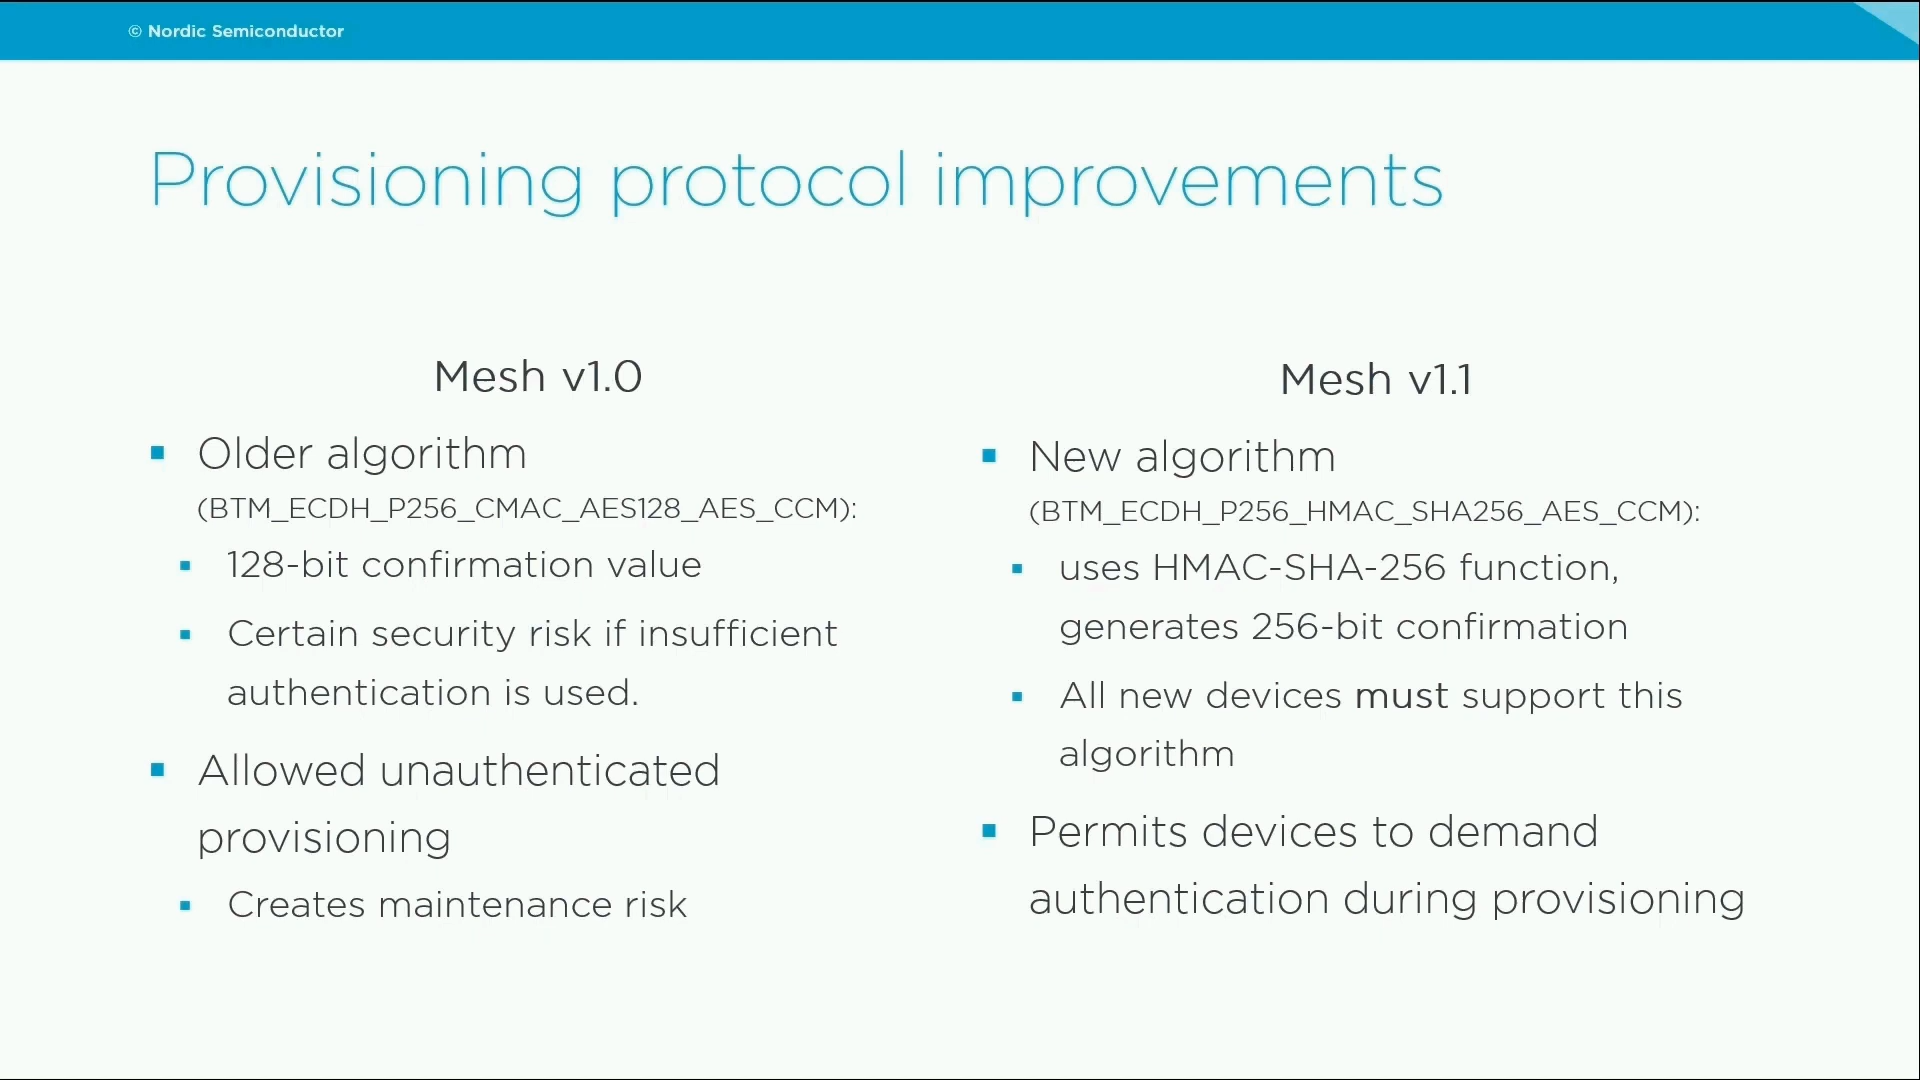 © Nordic Semiconductor
Provisioning protocol improvements
Mesh v1.0
Older algorithm
(BTM_ECDH_P256_CMAC_AES128_AES_CCM):
128-bit confirmation value
Certain security risk if insufficient
authentication is used.
Allowed unauthenticated
provisioning
Creates maintenance risk
Mesh v1.1
New algorithm
(BTM_ECDH_P256_HMAC_SHA256_AES_CCM):
uses HMAC-SHA-256 function,
generates 256-bit confirmation
All new devices must support this
algorithm
Permits devices to demand
authentication during provisioning